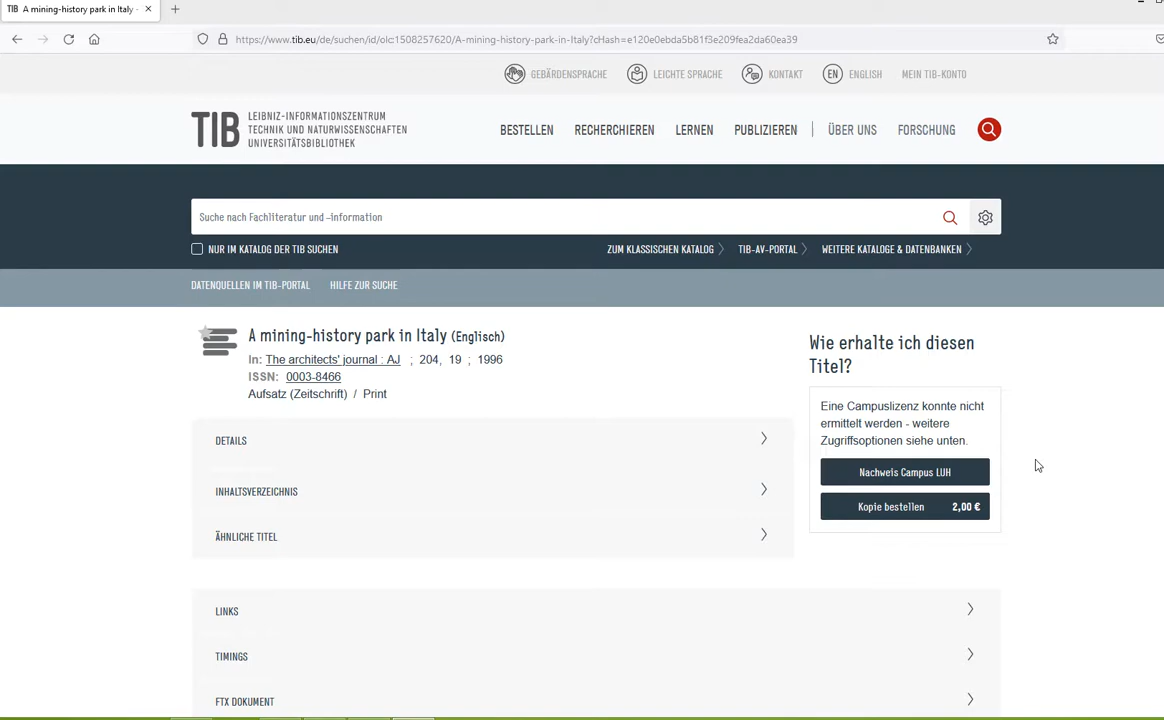 TIB A mining-history park in Italy -
https://www.tib.eu/de/suchen/id/olc:1508257620/A-mining-history-park-in-Italy?cHash=e120e0ebda5b81f3e209fea2da60ea39
GEBÄRDENSPRACHE LEICHTE SPRACHE KONTAKT EN ENGLISH MEIN TIB-KONTO
TIB LEIBNIZ-INFORMATIONSZENTRUM
TECHNIK UND NATURWISSENSCHAFTEN
UNIVERSITÄTSBIBLIOTHEK
BESTELLEN RECHERCHIEREN LERNEN PUBLIZIEREN ÜBER UNS FORSCHUNG
Suche nach Fachliteratur und -information
NUR IM KATALOG DER TIB SUCHEN ZUM KLASSISCHEN KATALOG TIB-AV-PORTAL WEITERE KATALOGE & DATENBANKEN
DATENQUELLEN IM TIB-PORTAL HILFE ZUR SUCHE
A mining-history park in Italy (Englisch)
In: The architects' journal : AJ ; 204, 19 ; 1996
ISSN: 0003-8466
Aufsatz (Zeitschrift) / Print
DETAILS
INHALTSVERZEICHNIS
ÄHNLICHE TITEL
Wie erhalte ich diesen
Titel?
Eine Campuslizenz konnte nicht
ermittelt werden - weitere
Zugriffsoptionen siehe unten.
Nachweis Campus LUH
Kopie bestellen 2,00 €
LINKS
TIMINGS
FTX DOKUMENT